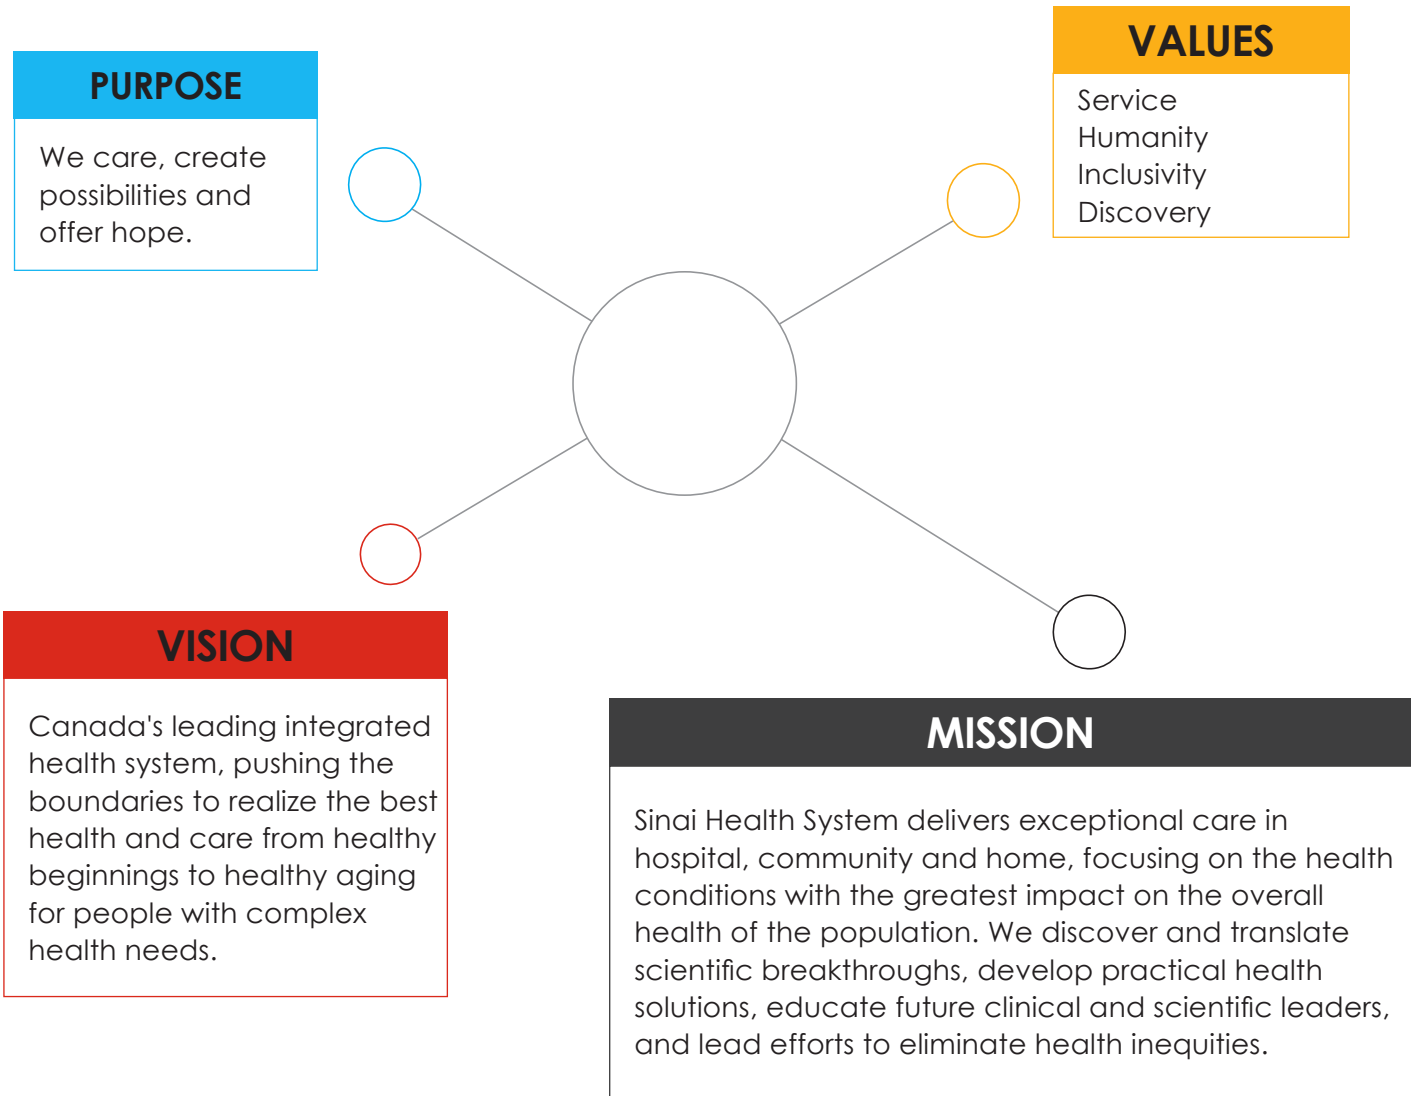 PURPOSE
We care, create
possibilities and
offer hope.
VALUES
Service
Humanity
Inclusivity
Discovery
VISION
Canada's leading integrated
health system, pushing the
boundaries to realize the best
health and care from healthy
beginnings to healthy aging
for people with complex
health needs.
MISSION
Sinai Health System delivers exceptional care in
hospital, community and home, focusing on the health
conditions with the greatest impact on the overall
health of the population. We discover and translate
scientific breakthroughs, develop practical health
solutions, educate future clinical and scientific leaders,
and lead efforts to eliminate health inequities.